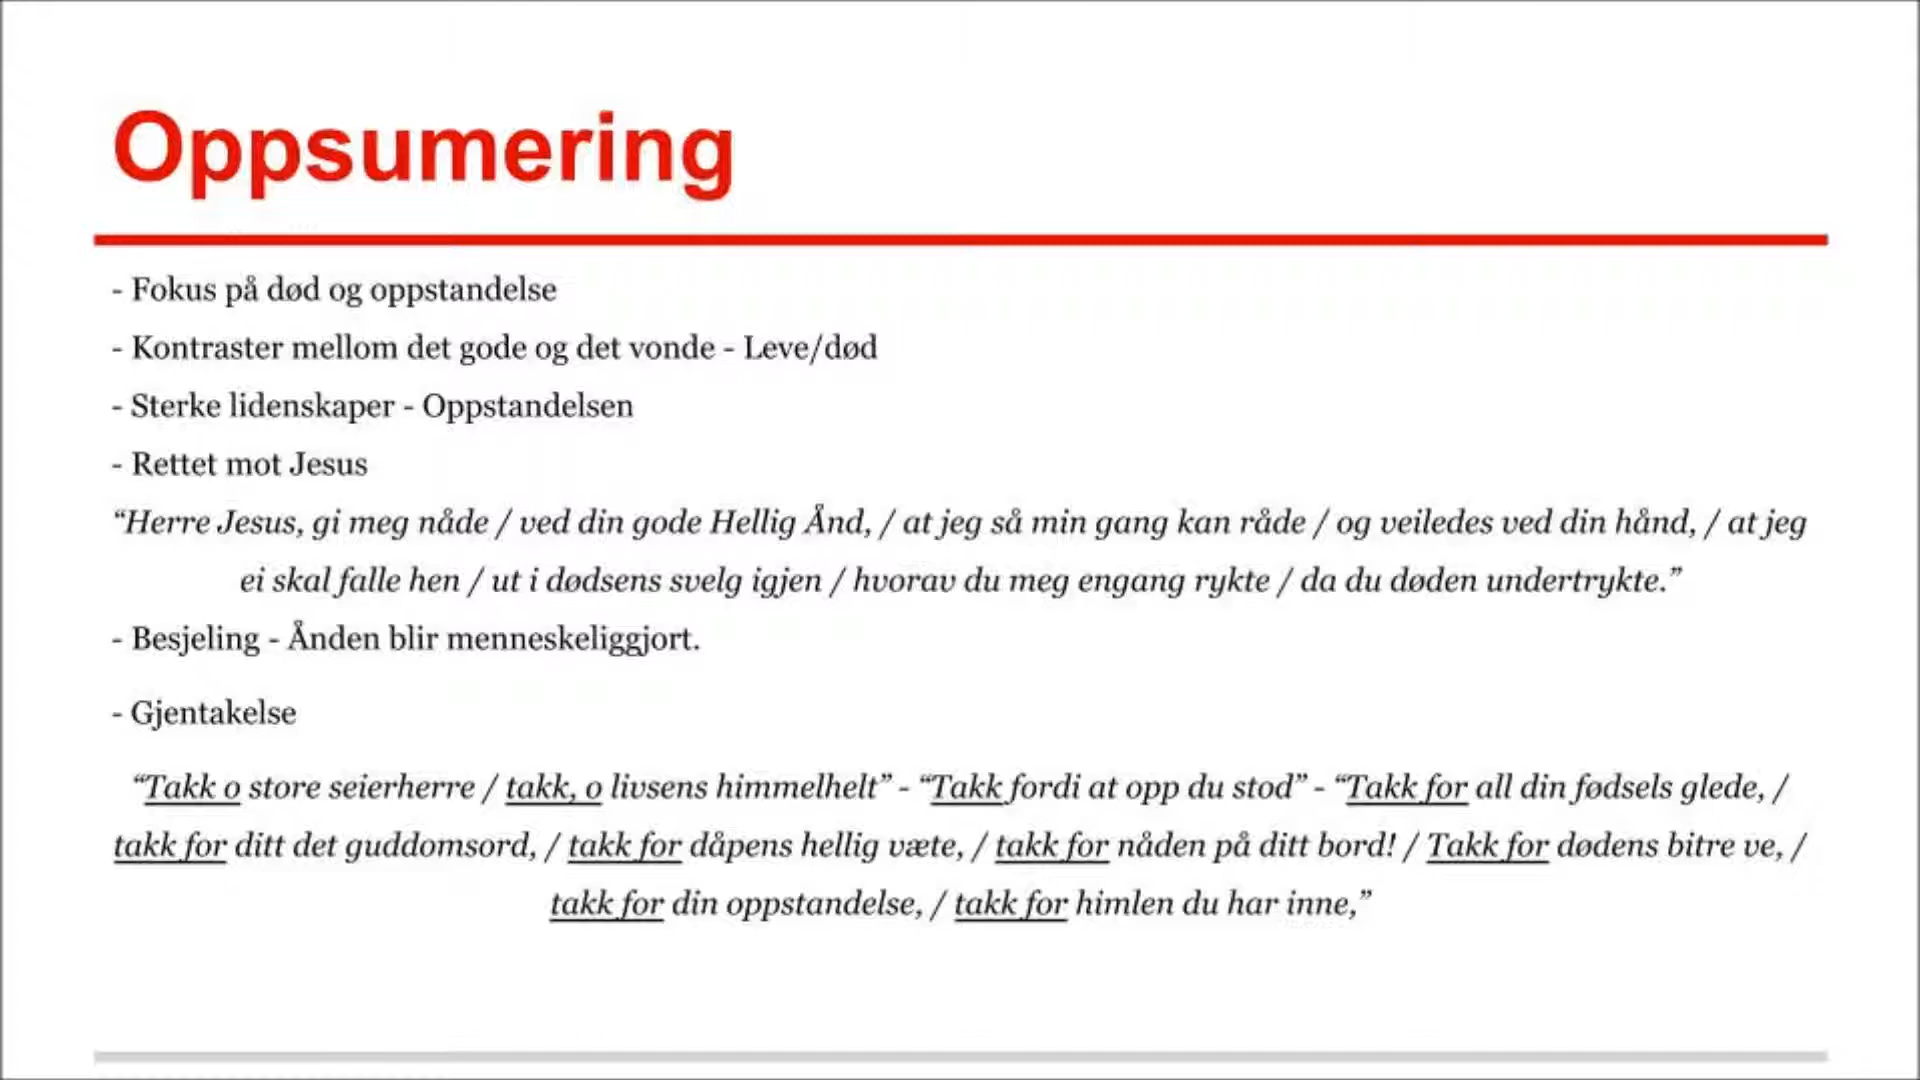 Oppsumering
- Fokus på død og oppstandelse
- Kontraster mellom det gode og det vonde - Leve/død
- Sterke lidenskaper - Oppstandelsen
- Rettet mot Jesus
“Herre Jesus, gi meg nåde / ved din gode Hellig Ånd, / at jeg så min gang kan råde / og veiledes ved din hånd, / at jeg
ei skal falle hen / ut i dødsens svelg igjen / hvorav du meg engang rykte / da du døden undertrykte.”
- Besjeling - Ånden blir menneskeliggjort.
- Gjentakelse
“Takk o store seierherre / takk, o livsens himmelhelt” - “Takk fordi at opp du stod” - “Takk for all din fødsels glede, /
takk for ditt det guddomsord, / takk for dåpens hellig væte, / takk for nåden på ditt bord! / Takk for dødens bitre ve, /
takk for din oppstandelse, / takk for himlen du har inne,”